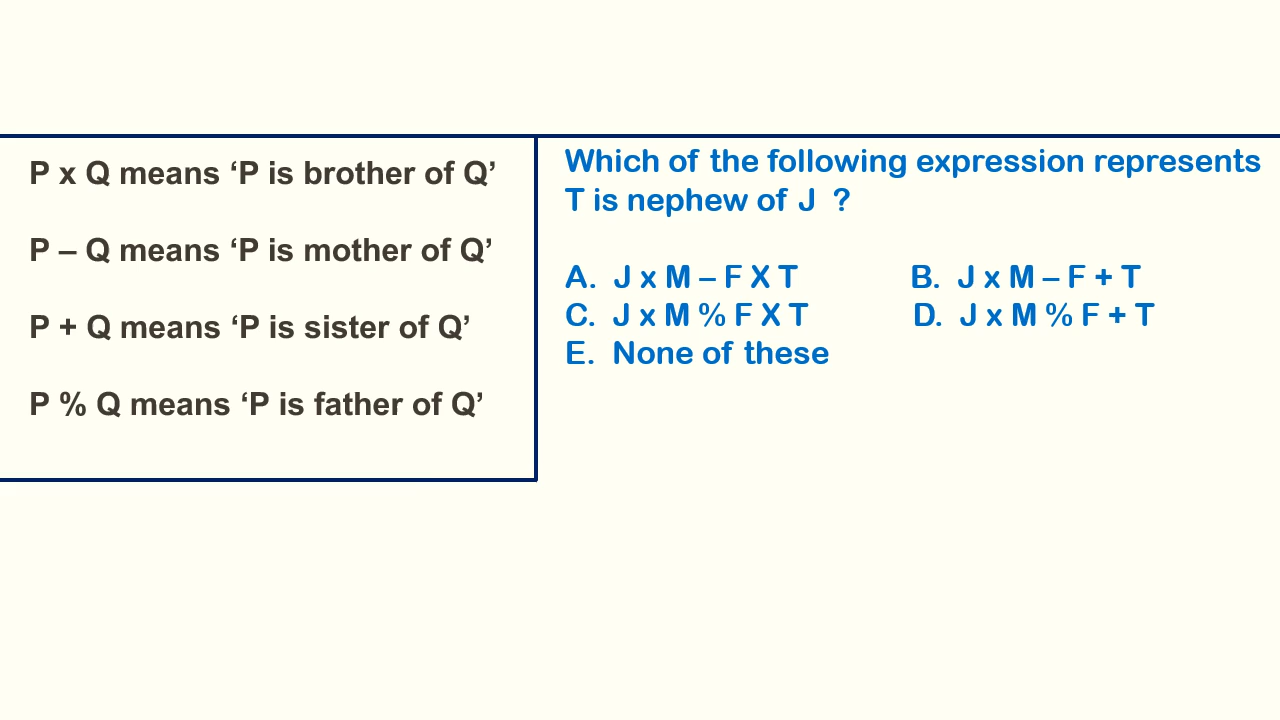 P x Q means ‘P is brother of Q’
P – Q means ‘P is mother of Q’
P + Q means ‘P is sister of Q’
P % Q means ‘P is father of Q’
Which of the following expression represents
T is nephew of J ?
A. J x M – F X T B. J x M – F + T
C. J x M % F X T D. J x M % F + T
E. None of these